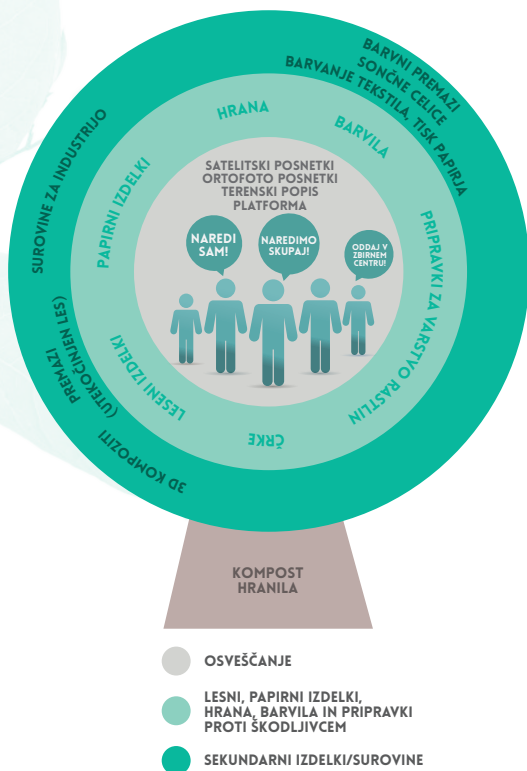 BARVNI PREMAZI
SONČNE CELICE
BARVANJE TEKSTILA, TISK PAPIRJA
SUROVINE ZA INDUSTRIJO
PREMAZI
(UTEKOČINJEN LES)
3D KOMPOZITI
HRANA
BARVILA
PRIPRAVKI ZA VARSTVO RASTLIN
ČRKE
LESENI IZDELKI
PAPIRNI IZDELKI
SATELITSKI POSNETKI
ORTOFOTO POSNETKI
TERENSKI POPIS
PLATFORMA
NAREDI
SAM!
NAREDIMO
SKUPAJ!
ODDAJ V
ZBIRNEM
CENTRU!
KOMPOST
HRANILA
OSVEŠČANJE
LESNI, PAPIRNI IZDELKI,
HRANA, BARVILA IN PRIPRAVKI
PROTI ŠKODLJIVCEM
SEKUNDARNI IZDELKI/SUROVINE